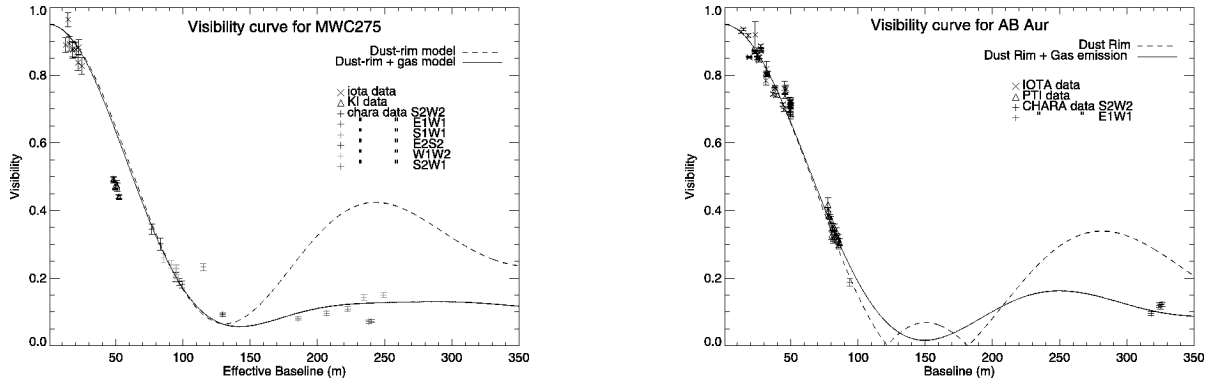 Visibility curve for MWC275
Dust-rim model
Dust-rim + gas model
iota data
KI data
chara data S2W2
" " E1W1
" " S1W1
" " E2S2
" " W1W2
" " S2W1
Visibility
1.0
0.8
0.6
0.4
0.2
0.0
50 100 150 200 250 300 350
Effective Baseline (m)
Visibility curve for AB Aur
Dust Rim
Dust Rim + Gas emission
IOTA data
PTI data
CHARA data S2W2
" " E1W1
Visibility
1.0
0.8
0.6
0.4
0.2
0.0
50 100 150 200 250 300 350
Baseline (m)